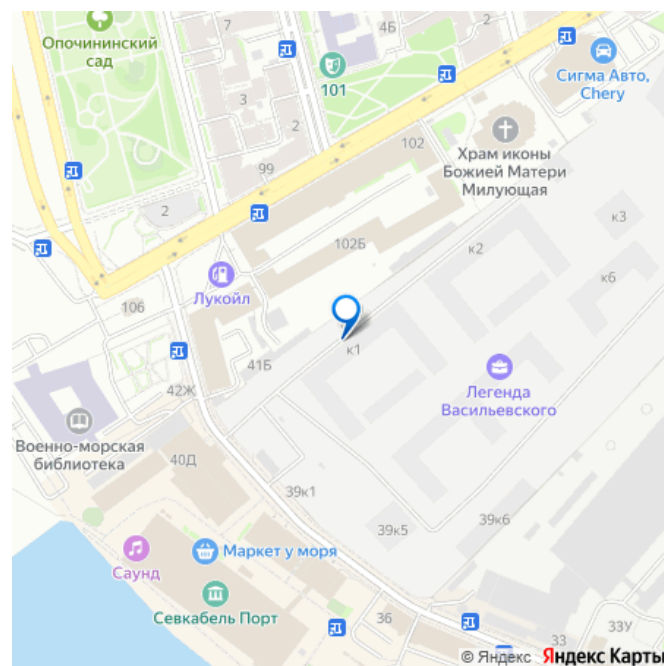 7
4Б
Опочининский
сад
101
Сигма Авто,
Chery
3
2
102
Храм иконы
Божией Матери
Милующая
99
2
к3
102Б
к2
к6
Лукойл
106
к1
41Б
Легенда
Васильевского
42Ж
Военно-морская
библиотека
40Д
39к1
39к5
39к6
Саунд
Маркет у моря
Севкабель Порт
36
33
33У
© Яндекс Яндекс Карты